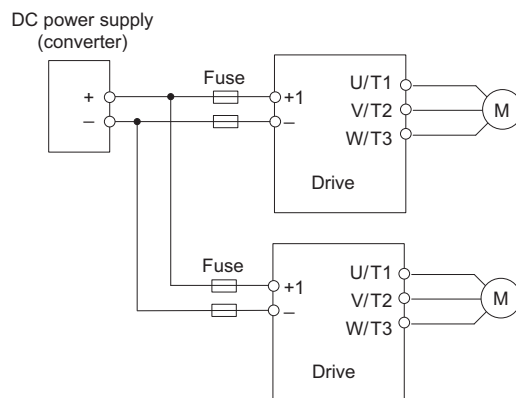 DC power supply
(converter)
+
–
Fuse
+1
–
U/T1
V/T2
W/T3
Drive
M
Fuse
+1
–
U/T1
V/T2
W/T3
Drive
M